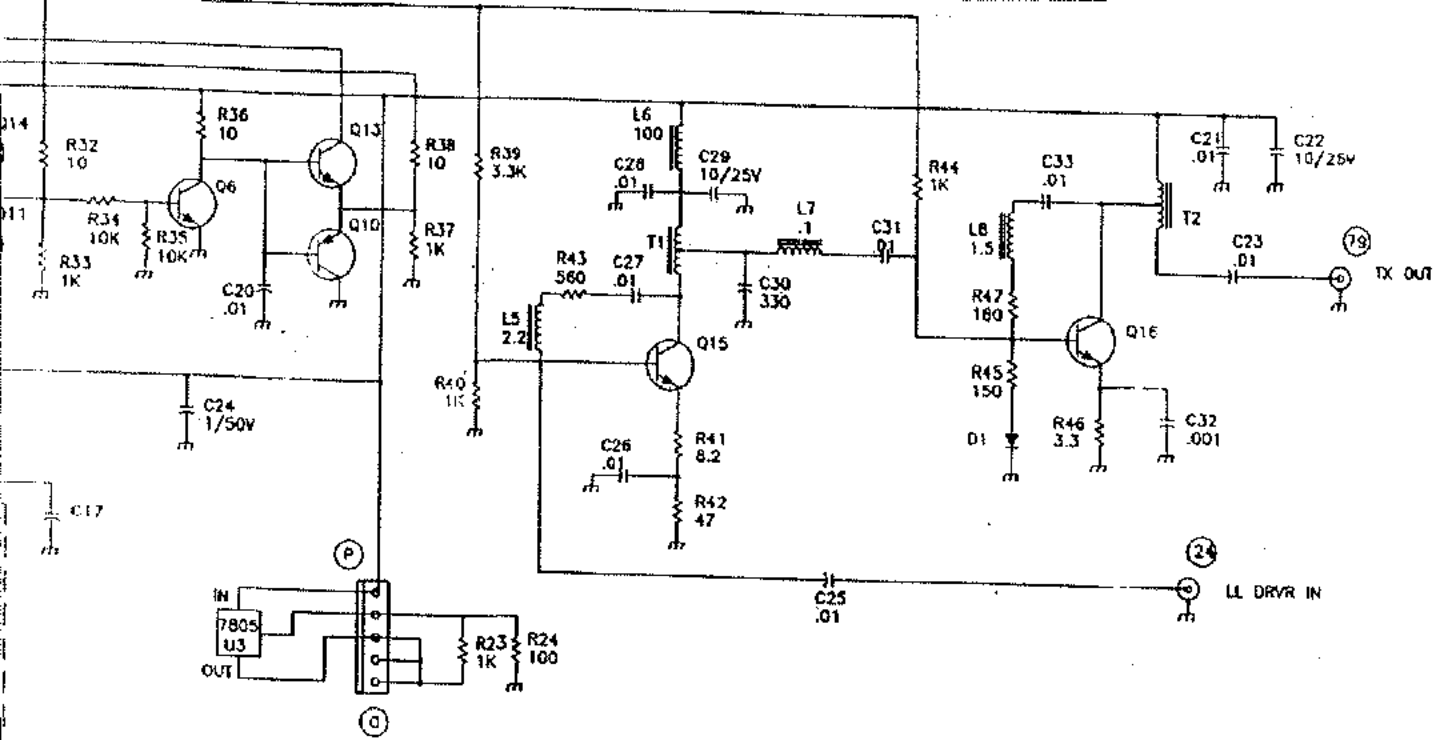 Q14
R32
10
R36
10
Q13
R38
10
R39
3.3K
L6
100
C28
.01
C29
10/25V
R44
1K
C33
.01
C21
.01
C22
10/25V
Q6
Q11
R34
10K
R35
10K
Q10
R37
1K
T1
L7
.1
C31
.01
L8
1.5
T2
C23
.01
79
TX OUT
R33
1K
C20
.01
R43
560
C27
.01
C30
330
L5
2.2
Q15
R47
180
Q16
R40
1K
R45
150
C24
1/50V
C26
.01
R41
8.2
D1
R46
3.3
C32
.001
C17
R42
47
P
24
IN
7805
U3
OUT
R23
1K
R24
100
C25
.01
LL DRVR IN